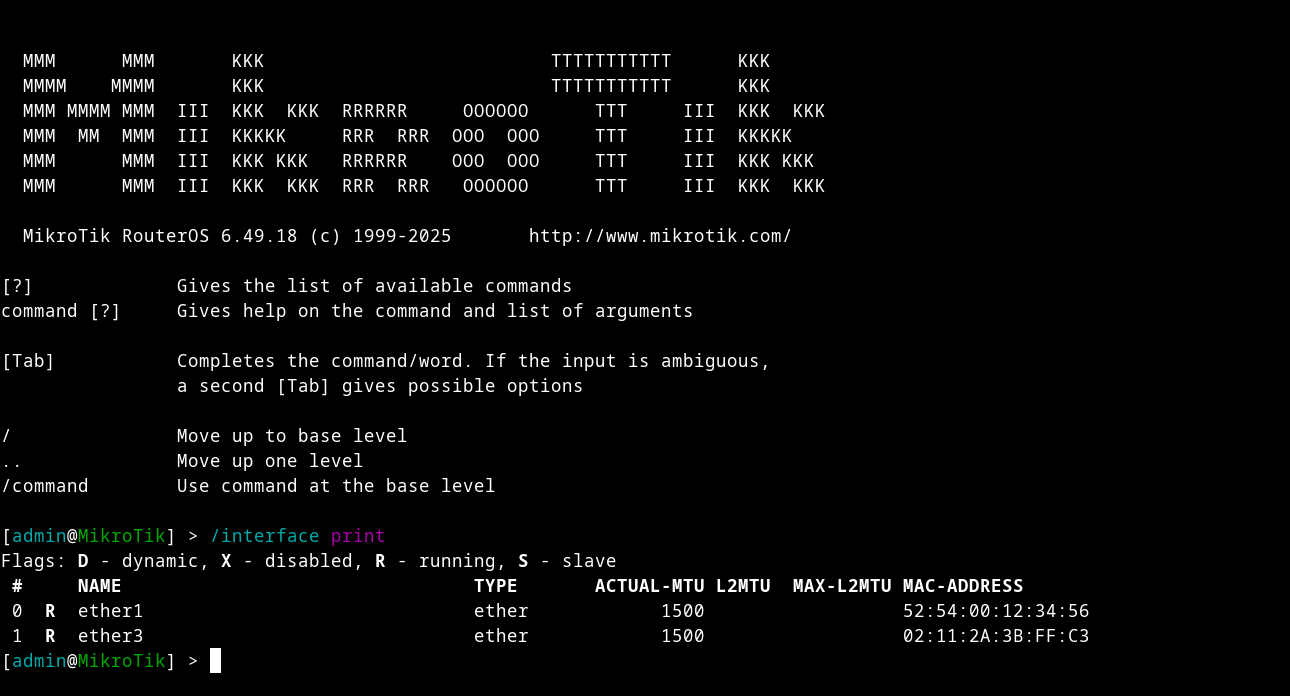 MMM      MMM       KKK                          TTTTTTTTTTT      KKK
  MMMM    MMMM       KKK                          TTTTTTTTTTT      KKK
  MMM MMMM MMM  III  KKK  KKK  RRRRRR     OOOOOO      TTT     III  KKK  KKK
  MMM  MM  MMM  III  KKKKK     RRR  RRR  OOO  OOO     TTT     III  KKKKK
  MMM      MMM  III  KKK KKK   RRRRRR    OOO  OOO     TTT     III  KKK KKK
  MMM      MMM  III  KKK  KKK  RRR  RRR   OOOOOO      TTT     III  KKK  KKK

  MikroTik RouterOS 6.49.18 (c) 1999-2025       http://www.mikrotik.com/

[?]             Gives the list of available commands
command [?]     Gives help on the command and list of arguments

[Tab]           Completes the command/word. If the input is ambiguous,
                a second [Tab] gives possible options

/               Move up to base level
..              Move up one level
/command        Use command at the base level

[admin@MikroTik] > /interface print
Flags: D - dynamic, X - disabled, R - running, S - slave
 #     NAME                                TYPE       ACTUAL-MTU L2MTU  MAX-L2MTU MAC-ADDRESS
 0  R  ether1                              ether            1500                  52:54:00:12:34:56
 1  R  ether3                              ether            1500                  02:11:2A:3B:FF:C3
[admin@MikroTik] >